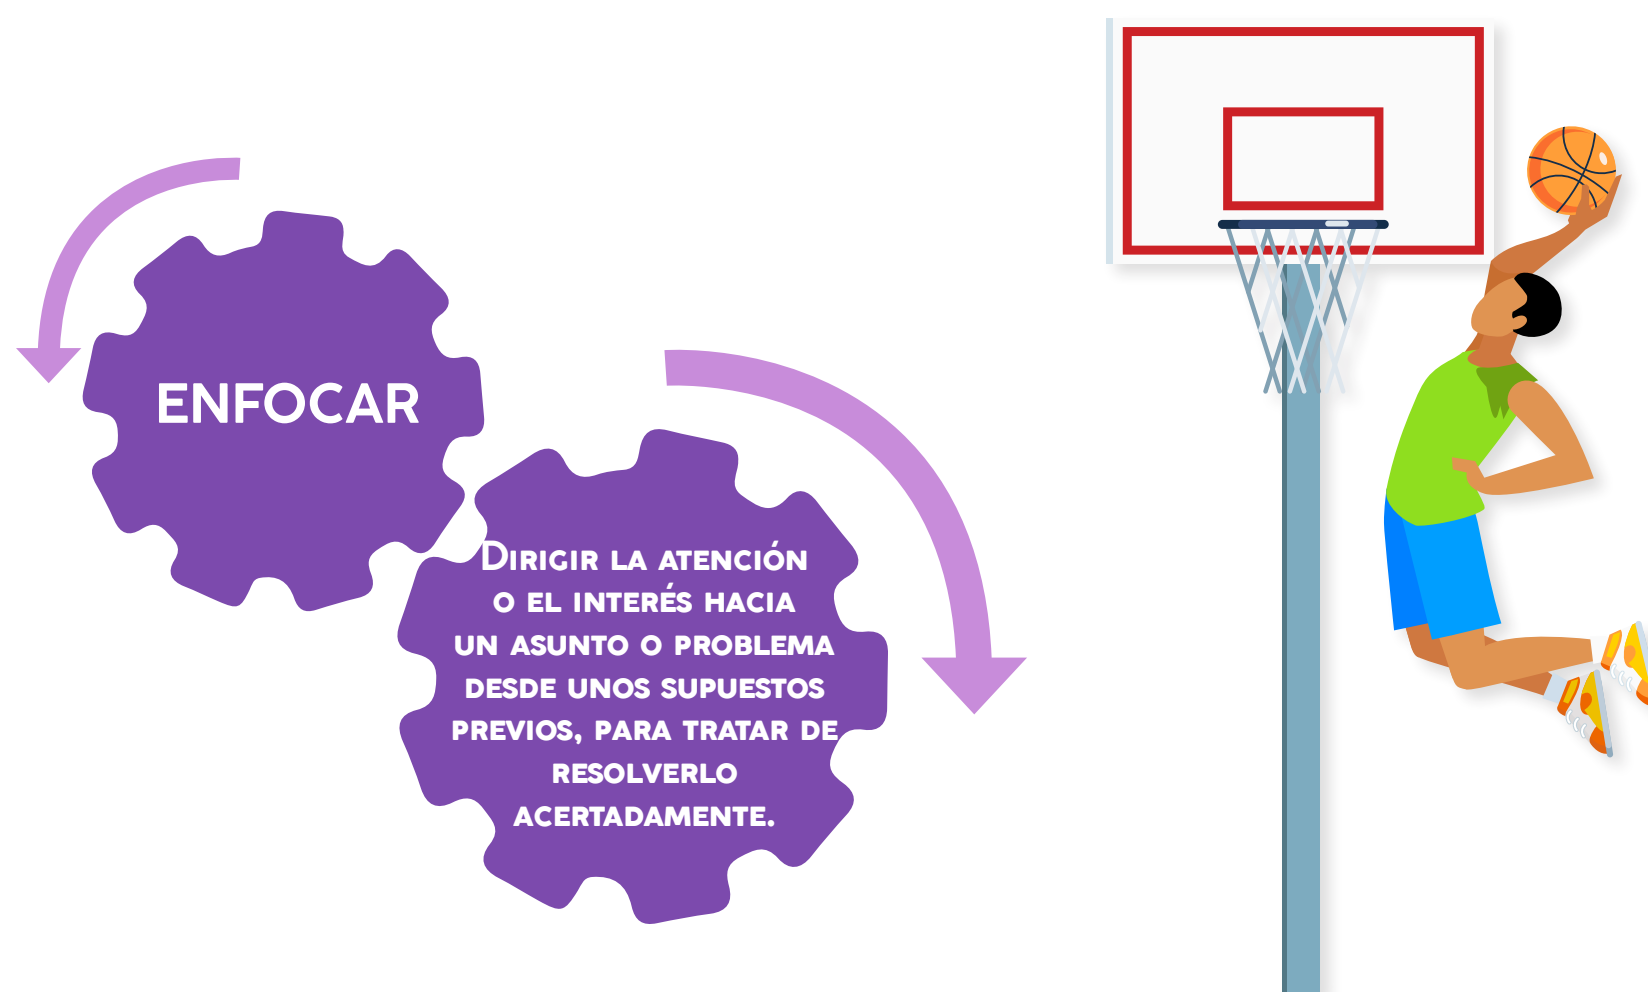 ENFOCAR
Dirigir la atención
o el interés hacia
un asunto o problema
desde unos supuestos
previos, para tratar de
resolverlo
acertadamente.